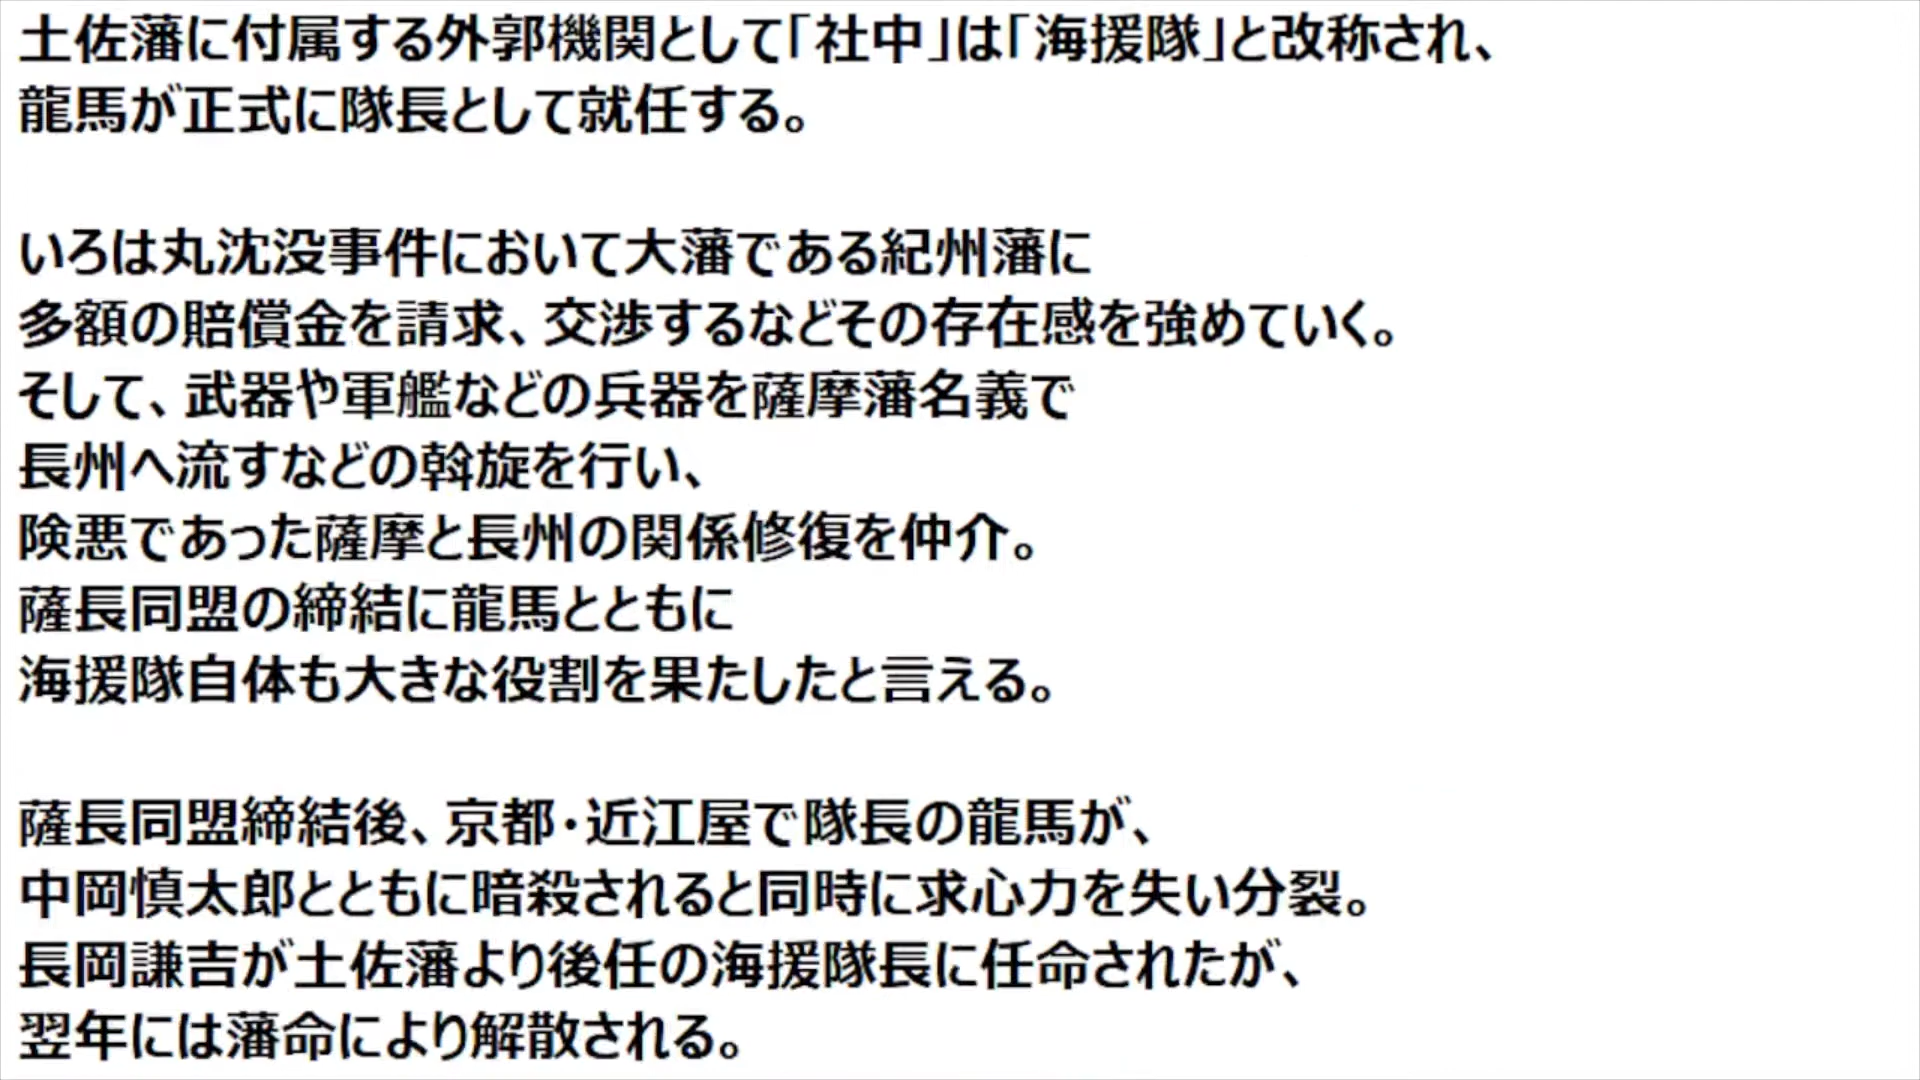 土佐藩に付属する外郭機関として「社中」は「海援隊」と改称され、
龍馬が正式に隊長として就任する。
いろは丸沈没事件において大藩である紀州藩に
多額の賠償金を請求、交渉するなどその存在感を強めていく。
そして、武器や軍艦などの兵器を薩摩藩名義で
長州へ流すなどの斡旋を行い、
険悪であった薩摩と長州の関係修復を仲介。
薩長同盟の締結に龍馬とともに
海援隊自体も大きな役割を果たしたと言える。
薩長同盟締結後、京都・近江屋で隊長の龍馬が、
中岡慎太郎とともに暗殺されると同時に求心力を失い分裂。
長岡謙吉が土佐藩より後任の海援隊長に任命されたが、
翌年には藩命により解散される。